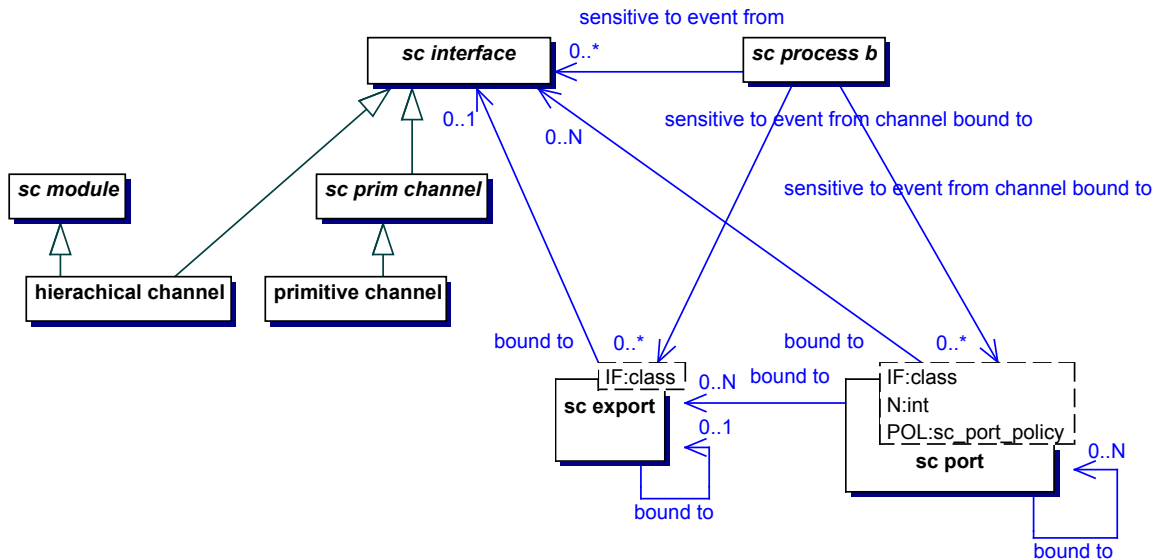 sensitive to event from
sc interface
0..*
sc process b
0..1
0..N
sensitive to event from channel bound to
sc module
sc prim channel
sensitive to event from channel bound to
hierachical channel
primitive channel
bound to
0..*
bound to
0..*
IF:class
0..N
bound to
IF:class
N:int
POL:sc_port_policy
sc export
0..1
sc port
0..N
bound to
bound to